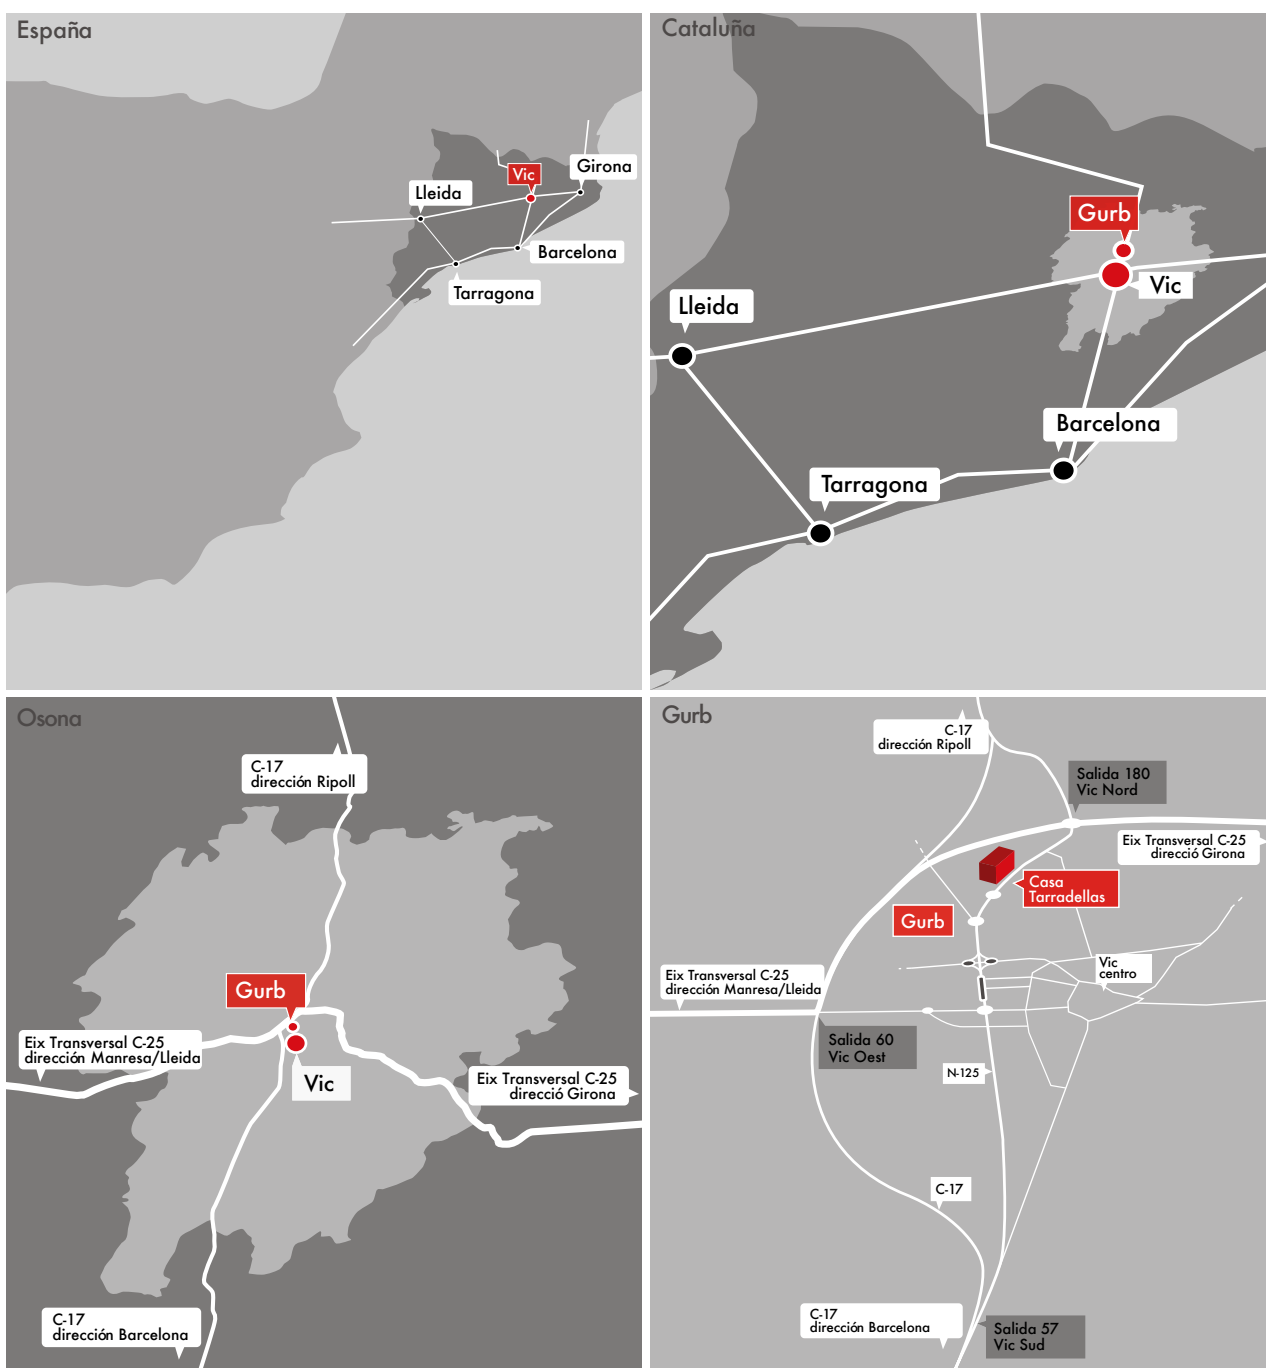 España
Vic
Girona
Lleida
Barcelona
Tarragona
Cataluña
Gurb
Vic
Lleida
Barcelona
Tarragona
Osona
C-17
dirección Ripoll
Gurb
Eix Transversal C-25
dirección Manresa/Lleida
Vic
Eix Transversal C-25
direcció Girona
C-17
dirección Barcelona
Gurb
C-17
dirección Ripoll
Salida 180
Vic Nord
Eix Transversal C-25
direcció Girona
Casa
Tarradellas
Gurb
Vic
centro
Eix Transversal C-25
dirección Manresa/Lleida
Salida 60
Vic Oest
N-125
C-17
C-17
dirección Barcelona
Salida 57
Vic Sud